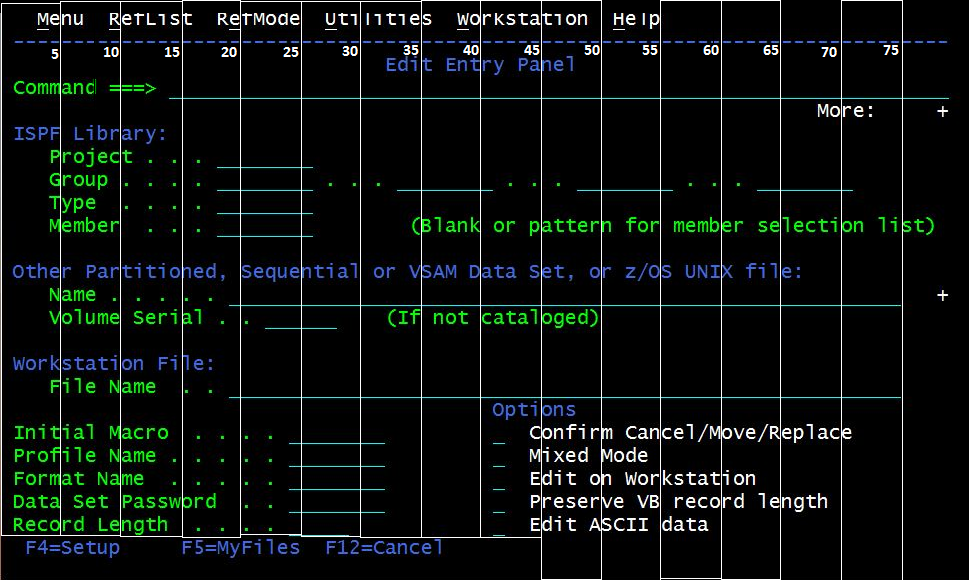 Menu RefList RefMode Utilities Workstation Help
5 10 15 20 25 30 35 40 45 50 55 60 65 70 75
Edit Entry Panel
Command ===>
More: +
ISPF Library:
Project . . .
Group . . . . . . . . . . . . .
Type . . . .
Member . . . (Blank or pattern for member selection list)
Other Partitioned, Sequential or VSAM Data Set, or z/OS UNIX file:
Name . . . . . +
Volume Serial . . (If not cataloged)
Workstation File:
File Name . .
Options
Initial Macro . . . . Confirm Cancel/Move/Replace
Profile Name . . . . . Mixed Mode
Format Name . . . . . Edit on Workstation
Data Set Password . . Preserve VB record length
Record Length . . . . Edit ASCII data
F4=Setup F5=MyFiles F12=Cancel